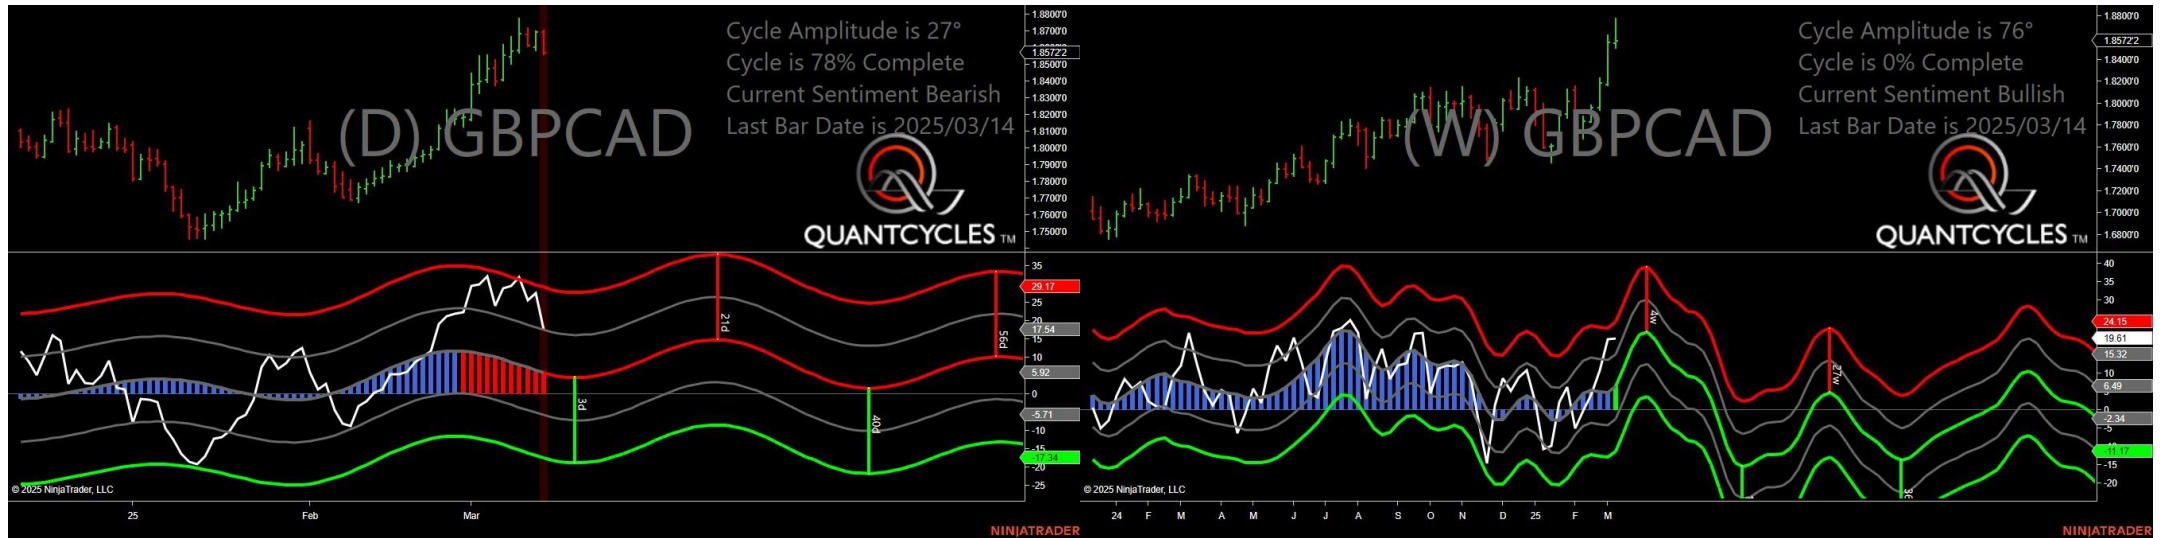 Cycle Amplitude is 27°
Cycle is 78% Complete
Current Sentiment Bearish
Last Bar Date is 2025/03/14
(D) GBPCAD
QUANTCYCLES TM
1.8800'0
1.8700'0
1.8572'2
1.8500'0
1.8400'0
1.8300'0
1.8200'0
1.8100'0
1.8000'0
1.7900'0
1.7800'0
1.7700'0
1.7600'0
1.7500'0
35
29.17
25
20
17.54
15
10
5.92
0
-5.71
-10
-15
-17.34
-20
-25
21d
56d
3d
40d
© 2025 NinjaTrader, LLC
25 Feb Mar
NINJATRADER
Cycle Amplitude is 76°
Cycle is 0% Complete
Current Sentiment Bullish
Last Bar Date is 2025/03/14
(W) GBPCAD
QUANTCYCLES TM
1.8800'0
1.8572'2
1.8400'0
1.8200'0
1.8000'0
1.7800'0
1.7600'0
1.7400'0
1.7200'0
1.7000'0
1.6800'0
40
35
30
24.15
19.61
15.32
10
6.49
0
-2.34
-5
-11.17
-15
-20
4w
27w
© 2025 NinjaTrader, LLC
24 F M A M J J A S O N D 25 F M
NINJATRADER